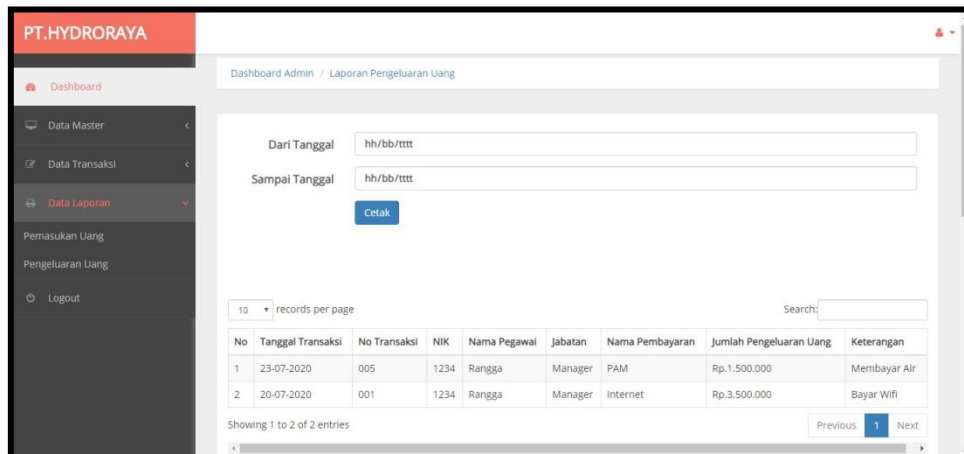 PT.HYDRORAYA
Dashboard
Data Master
Data Transaksi
Data Laporan
Pemasukan Uang
Pengeluaran Uang
Logout
Dashboard Admin / Laporan Pengeluaran Uang
Dari Tanggal hh/bb/tttt
Sampai Tanggal hh/bb/tttt
Cetak
10 records per page Search:
No Tanggal Transaksi No Transaksi NIK Nama Pegawai Jabatan Nama Pembayaran Jumlah Pengeluaran Uang Keterangan
1 23-07-2020 005 1234 Rangga Manager PAM Rp.1.500.000 Membayar Air
2 20-07-2020 001 1234 Rangga Manager Internet Rp.3.500.000 Bayar Wifi
Showing 1 to 2 of 2 entries Previous 1 Next